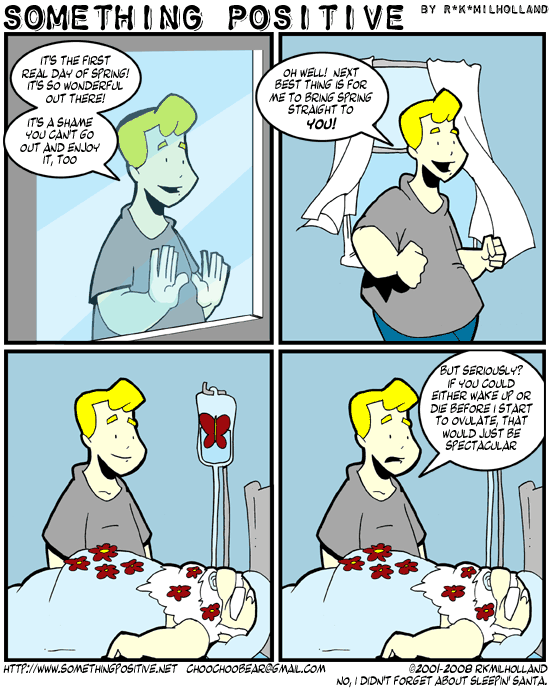 SOMETHING POSITIVE BY R*K*MILHOLLAND
IT'S THE FIRST
REAL DAY OF SPRING!
IT'S SO WONDERFUL
OUT THERE!
IT'S A SHAME
YOU CAN'T GO
OUT AND ENJOY
IT, TOO
OH WELL! NEXT
BEST THING IS FOR
ME TO BRING SPRING
STRAIGHT TO
YOU!
BUT SERIOUSLY?
IF YOU COULD
EITHER WAKE UP OR
DIE BEFORE I START
TO OVULATE, THAT
WOULD JUST BE
SPECTACULAR
HTTP://WWW.SOMETHINGPOSITIVE.NET CHOOCHOOBEAR@GMAIL.COM ©2001-2008 RKMILHOLLAND
NO, I DIDN'T FORGET ABOUT SLEEPIN' SANTA.